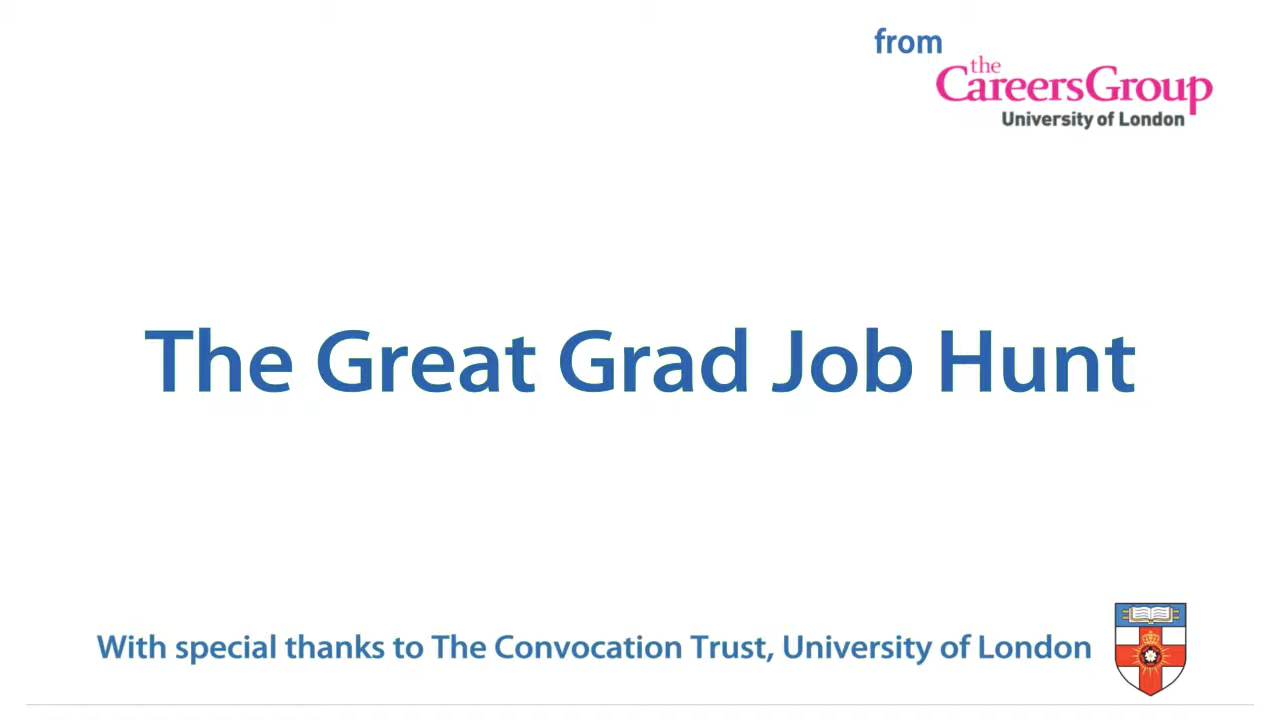 from
the
CareersGroup
University of London
The Great Grad Job Hunt
With special thanks to The Convocation Trust, University of London